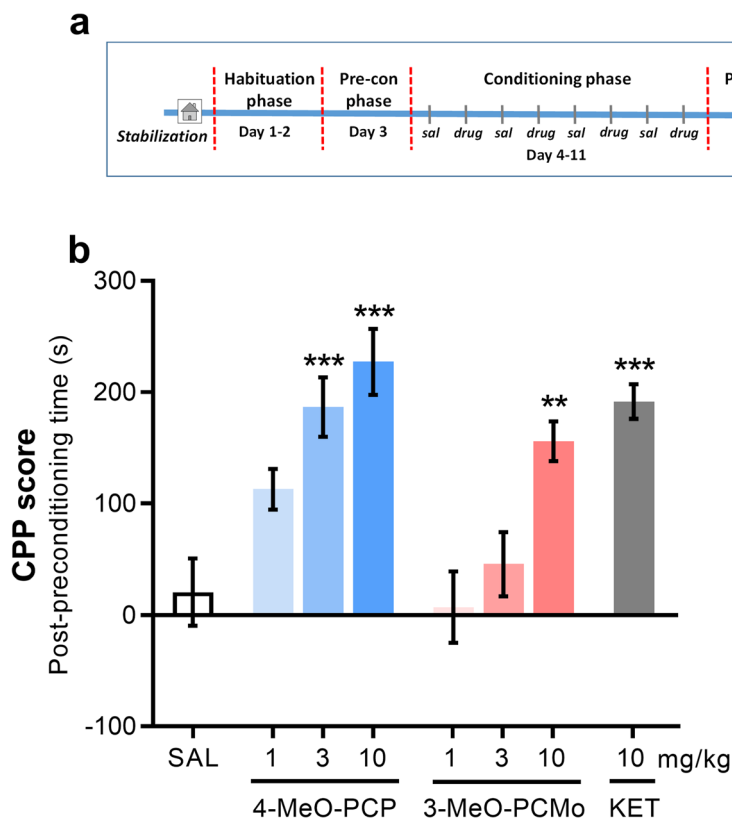 a
Habituation phase
Pre-con phase
Conditioning phase
P
Stabilization
Day 1-2
Day 3
sal drug sal drug sal drug sal drug
Day 4-11
b
CPP score
Post-preconditioning time (s)
300
200
100
0
-100
***
***
**
***
SAL 1 3 10 1 3 10 10 mg/kg
4-MeO-PCP 3-MeO-PCMo KET